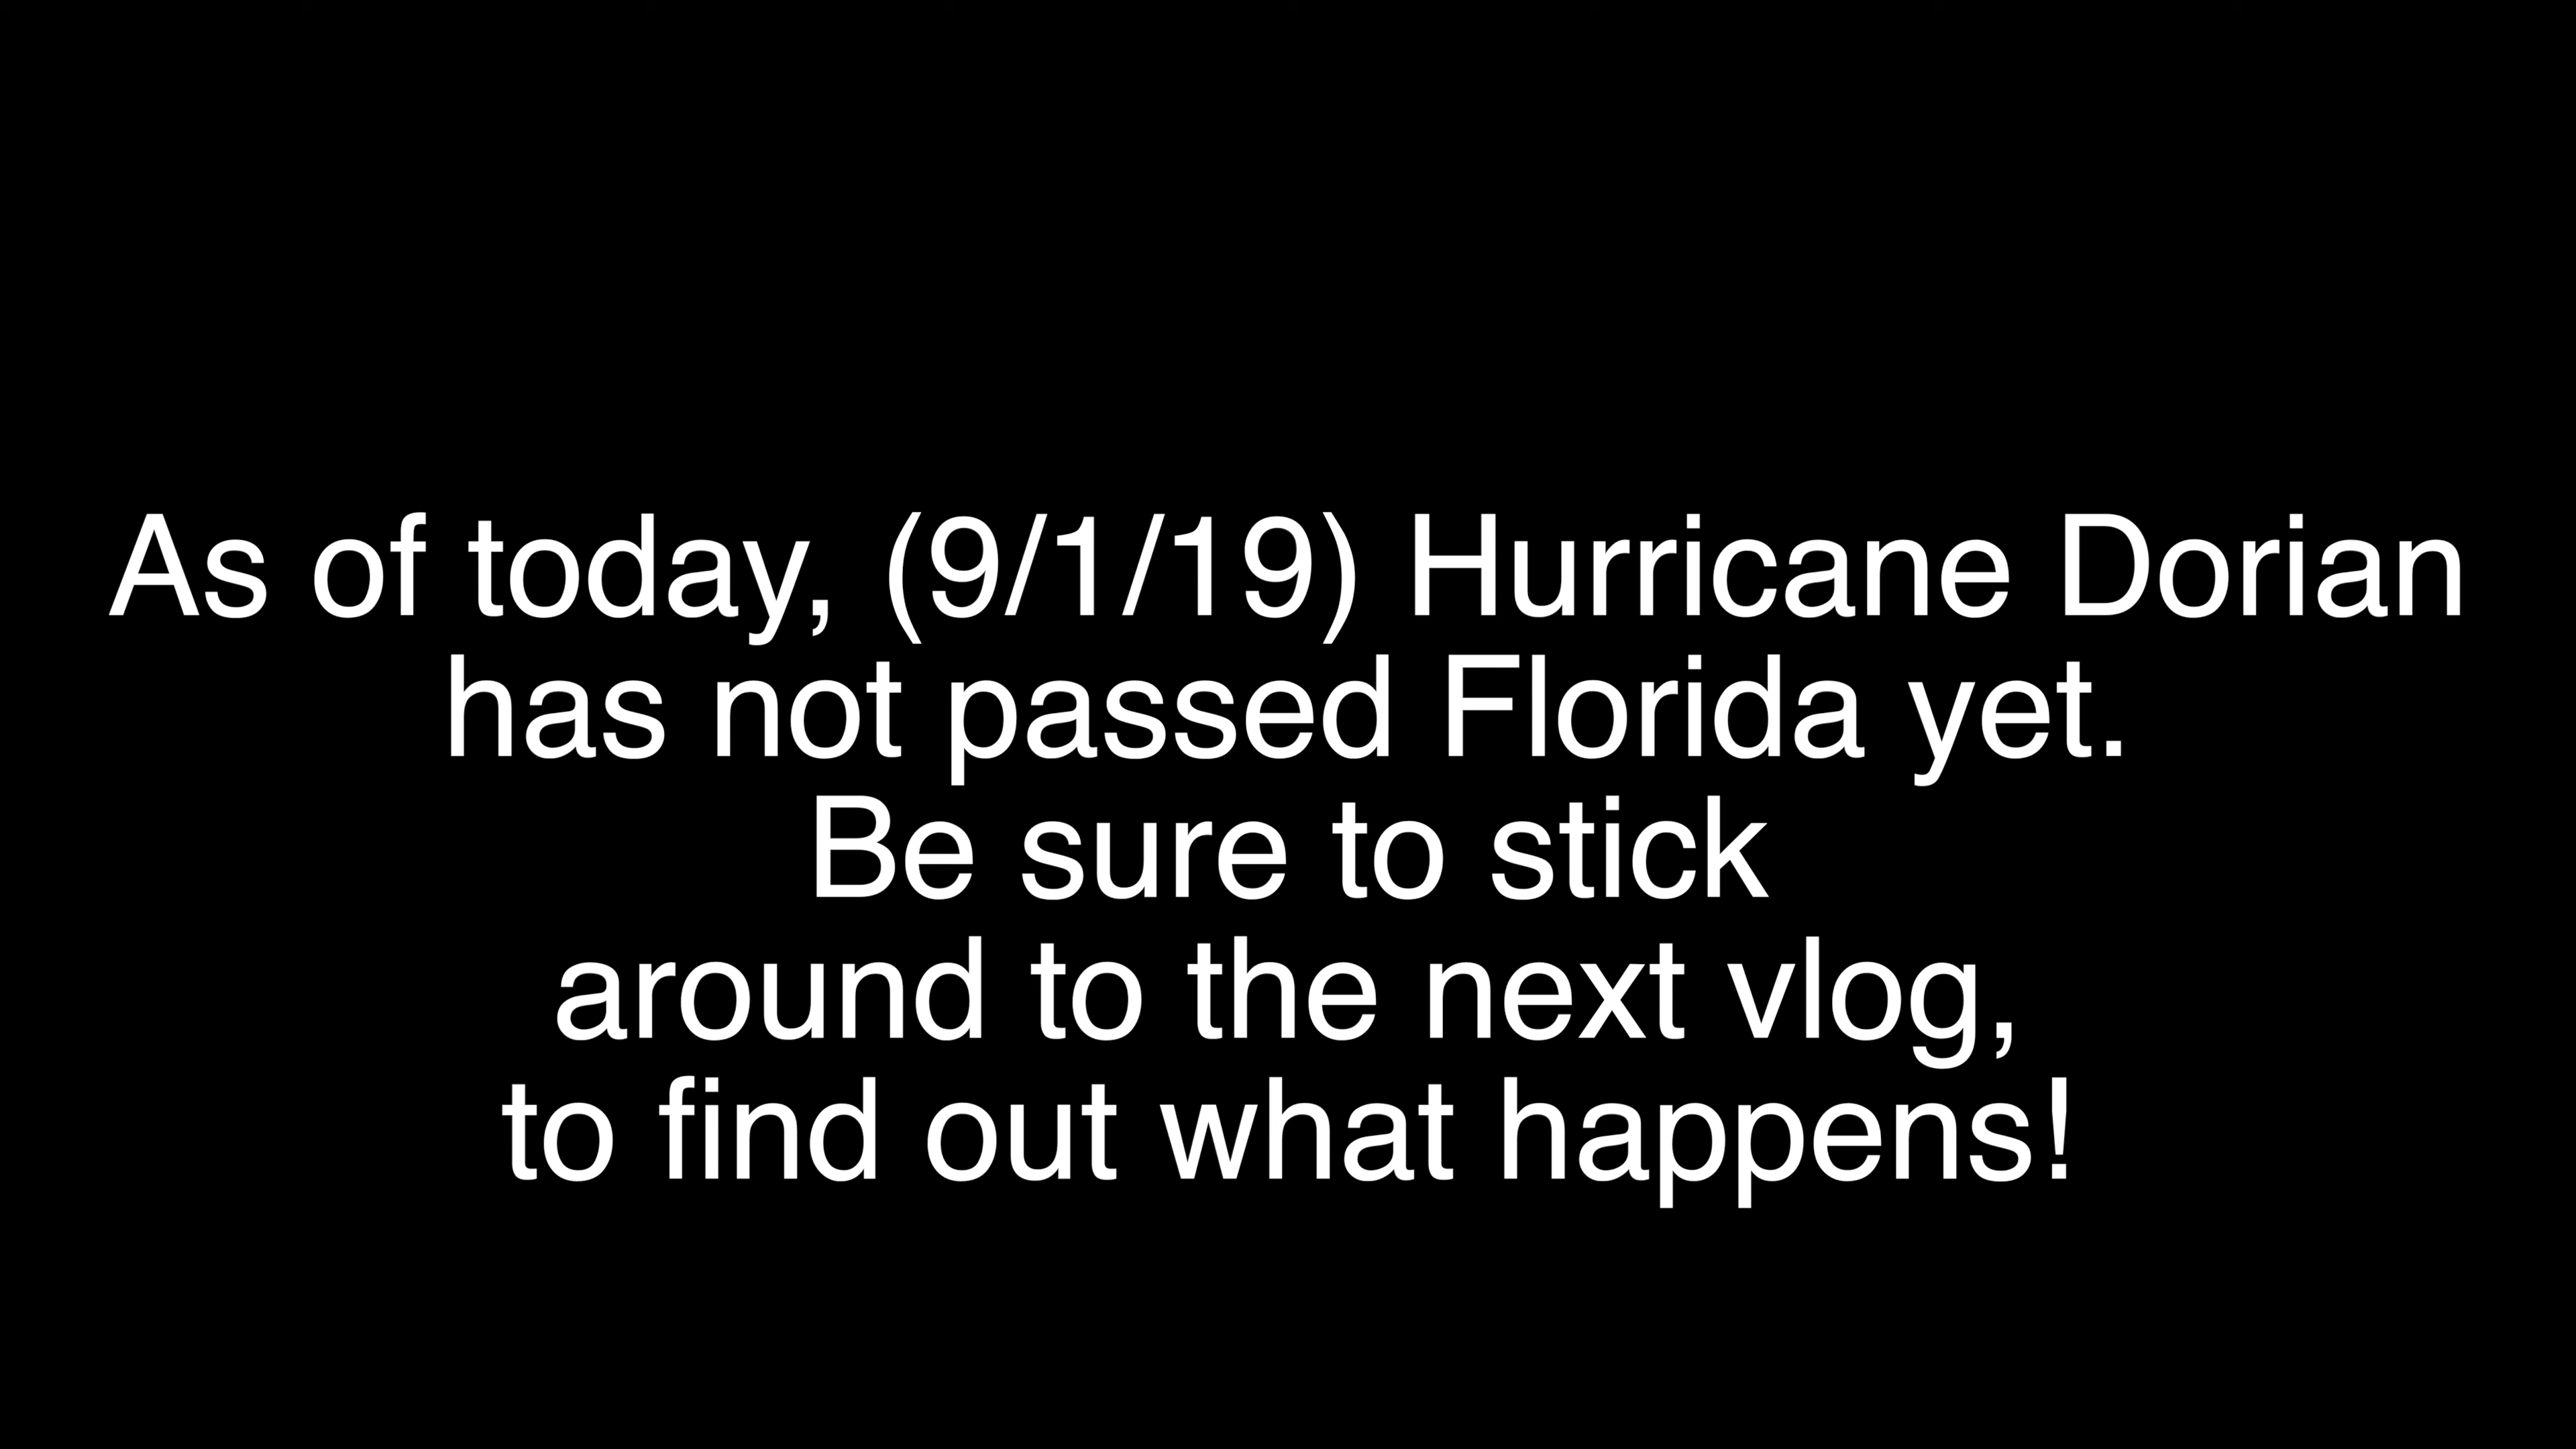 As of today, (9/1/19) Hurricane Dorian
has not passed Florida yet.
Be sure to stick
around to the next vlog,
to find out what happens!